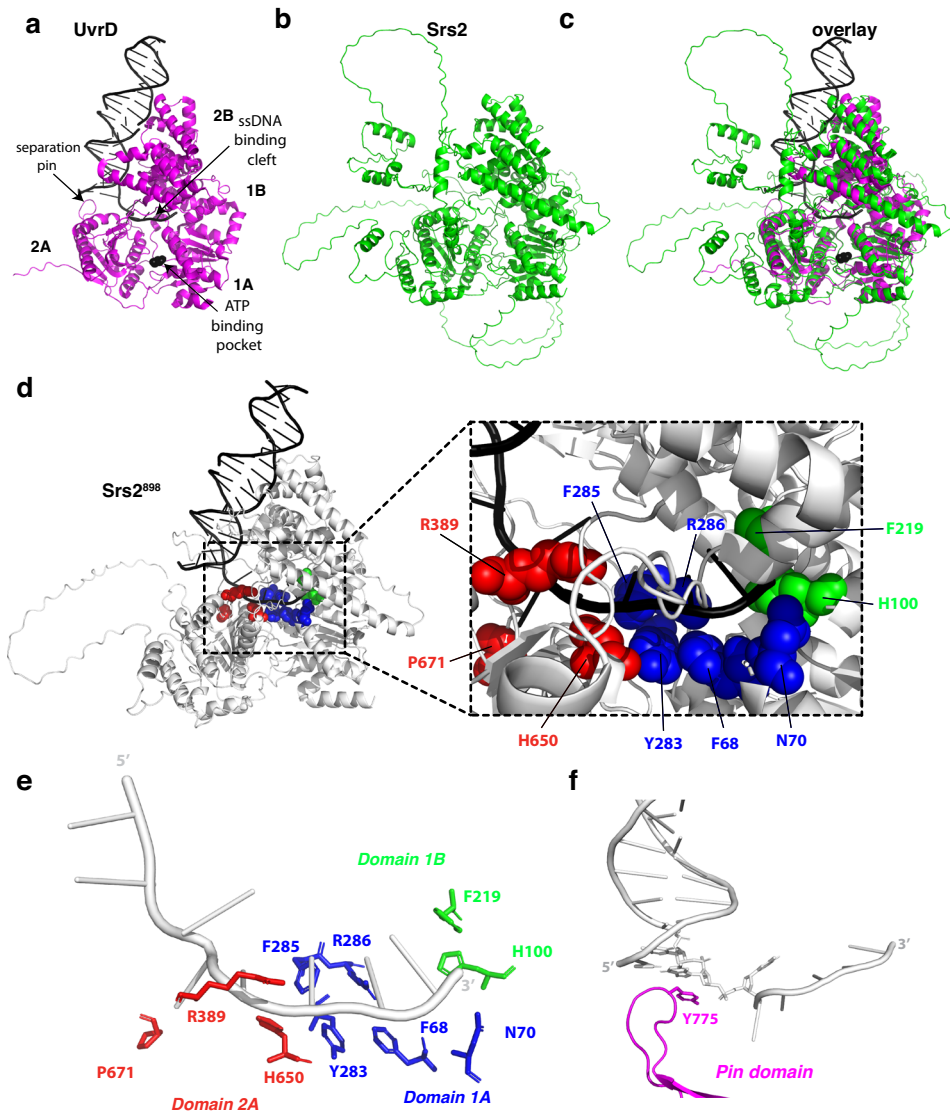 a
UvrD
separation
pin
2B
ssDNA
binding
cleft
1B
2A
1A
ATP
binding
pocket
b
Srs2
c
overlay
d
Srs2⁸⁹⁸
F285
R286
R389
F219
H100
P671
H650
Y283
F68
N70
e
5′
Domain 1B
F219
F285
R286
H100
3′
R389
P671
H650
Y283
F68
N70
Domain 2A
Domain 1A
f
5′
3′
Y775
Pin domain